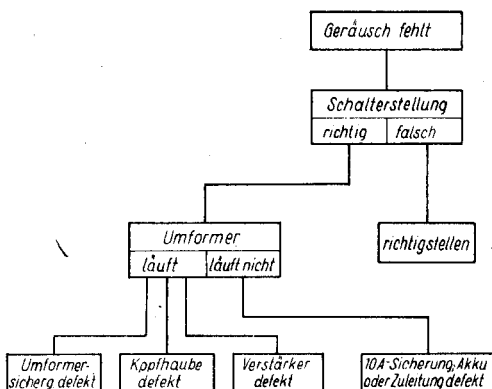 Geräusch fehlt
Schalterstellung
richtig falsch
Umformer
läuft läuft nicht
richtigstellen
Umformer-
sicherg defekt
Kopfhaube
defekt
Verstärker
defekt
10A-Sicherung, Akku
oder Zuleitung defekt